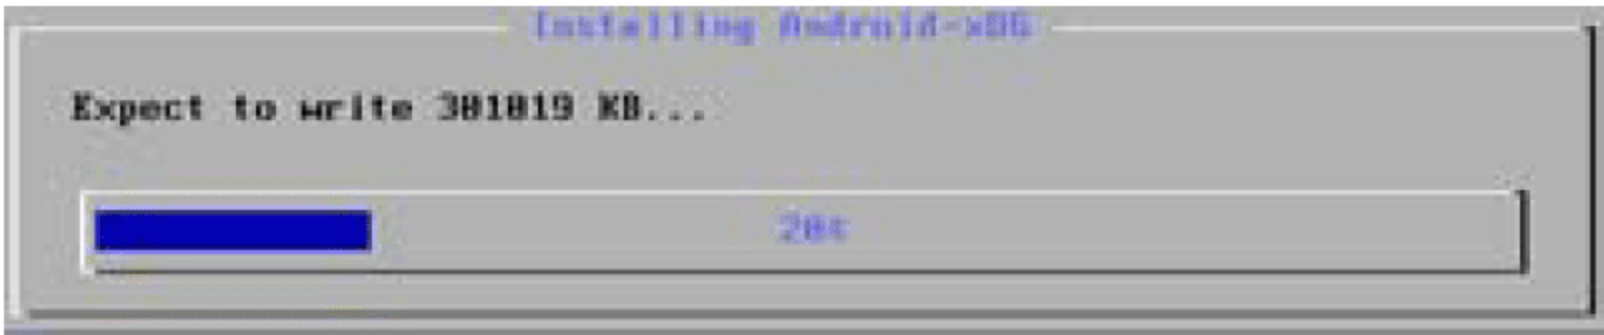 Installing Android-x86
Expect to write 301019 KB...
20%